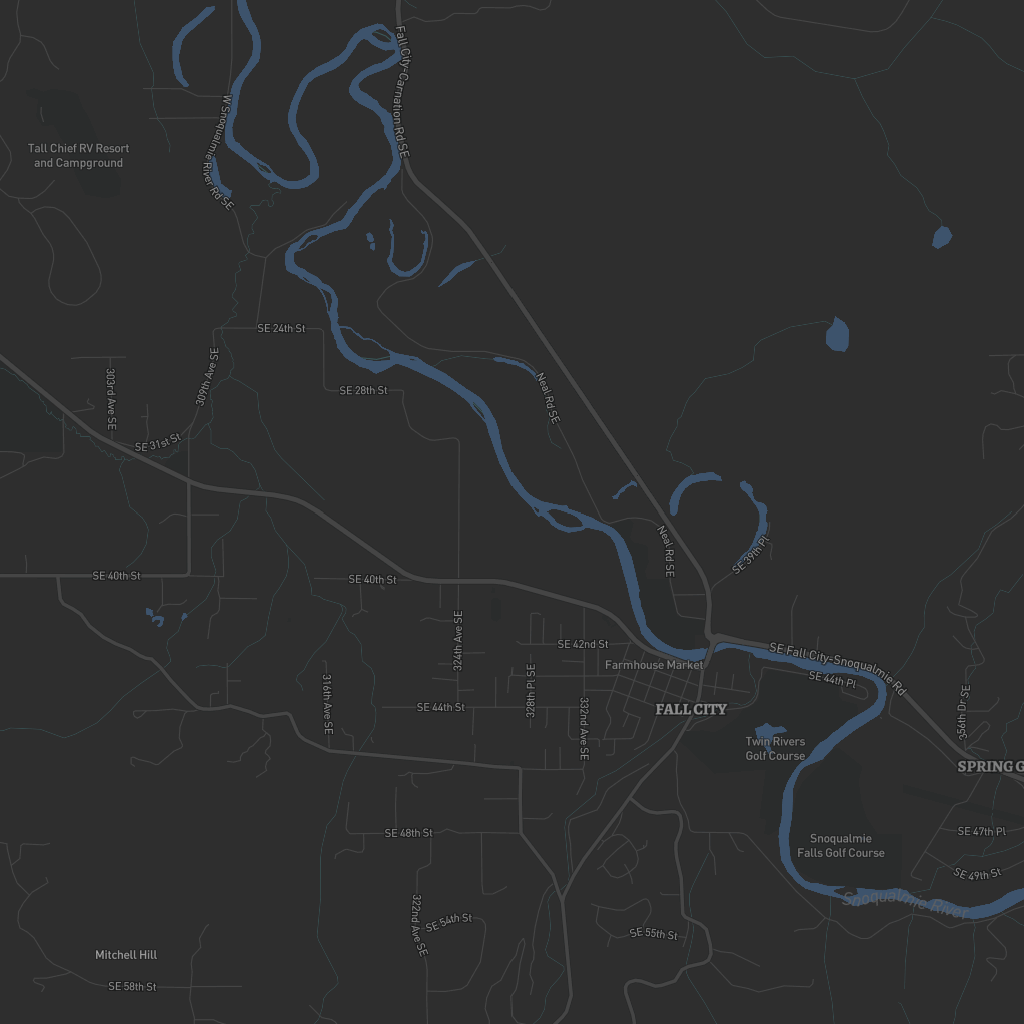 Fall City-Carnation Rd SE
W Snoqualmie River Rd SE
Tall Chief RV Resort
and Campground
SE 24th St
303rd Ave SE
309th Ave SE
SE 28th St
Neal Rd SE
SE 31st St
Neal Rd SE
SE 39th Pl
SE 40th St
SE 40th St
324th Ave SE
SE 42nd St
Farmhouse Market
SE Fall City-Snoqualmie Rd
SE 44th Pl
316th Ave SE
328th Pl SE
332nd Ave SE
356th Dr SE
SE 44th St
FALL CITY
Twin Rivers
Golf Course
SPRING G
SE 48th St
Snoqualmie
Falls Golf Course
SE 47th Pl
SE 49th St
Snoqualmie River
322nd Ave SE
SE 54th St
SE 55th St
Mitchell Hill
SE 58th St